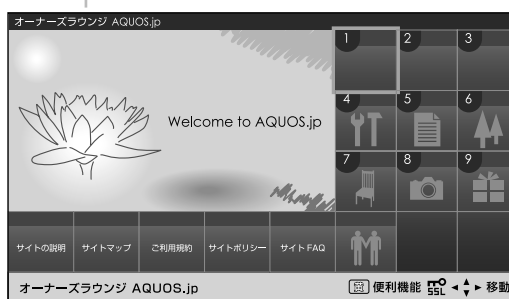 オーナーズラウンジ AQUOS.jp
1 2 3
Welcome to AQUOS.jp
4 5 6
7 8 9
サイトの説明 サイトマップ ご利用規約 サイトポリシー サイトFAQ
オーナーズラウンジ AQUOS.jp 便利機能 SSL 移動